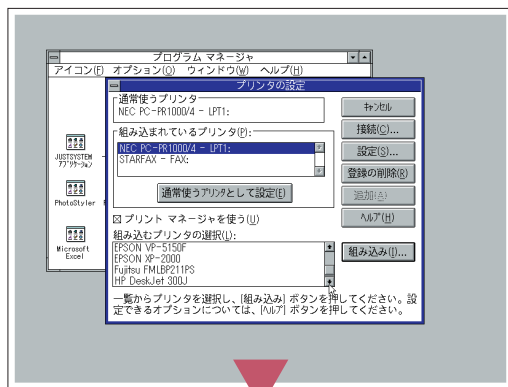 プログラム マネージャ
アイコン(F) オプション(O) ウィンドウ(W) ヘルプ(H)
プリンタの設定
通常使うプリンタ
NEC PC-PR1000/4 - LPT1:
組み込まれているプリンタ(P):
NEC PC-PR1000/4 - LPT1:
STARFAX - FAX:
通常使うプリンタとして設定(E)
プリント マネージャを使う(U)
組み込むプリンタの選択(L):
EPSON VP-5150F
EPSON XP-2000
Fujitsu FMLBP211PS
HP DeskJet 300J
一覧からプリンタを選択し、[組み込み] ボタンを押してください。設
定できるオプションについては、[ヘルプ] ボタンを押してください。
キャンセル
接続(C)...
設定(S)...
登録の削除(R)
追加(A)
ヘルプ(H)
組み込み(I)...
JUSTSYSTEM
アプリケーション
PhotoStyler
Microsoft
Excel